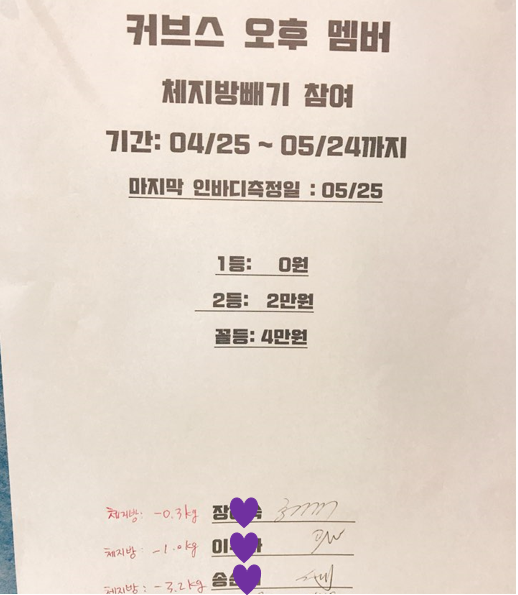 커브스 오후 멤버
체지방빼기 참여
기간: 04/25 ~ 05/24까지
마지막 인바디측정일 : 05/25
1등: 0원
2등: 2만원
꼴등: 4만원
체지방: -0.3kg 장
체지방: -1.0kg 이
체지방: -3.2kg 송